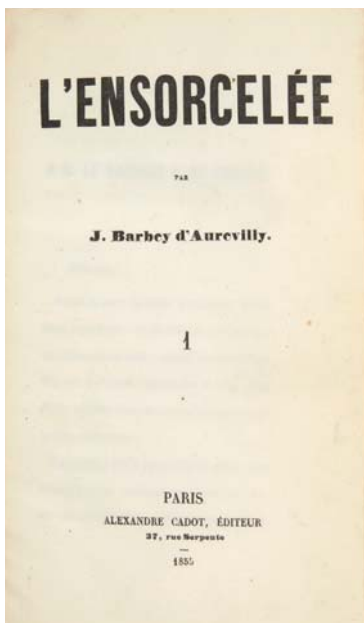 L'ENSORCELÉE
PAR
J. Barbey d'Aurevilly.
1
PARIS
ALEXANDRE CADOT, ÉDITEUR
37, rue Serpente
1855